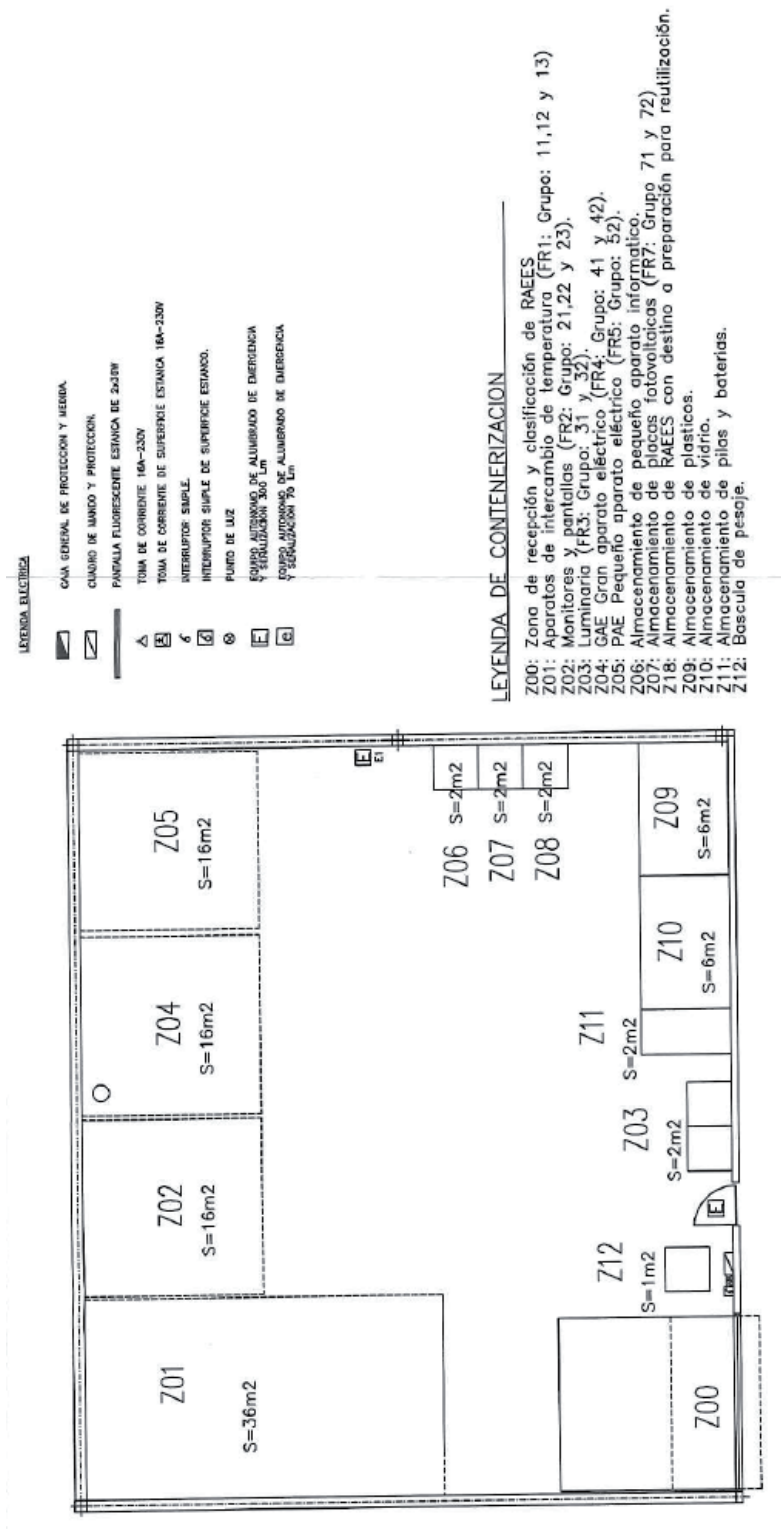 LEYENDA ELECTRICA
CAJA GENERAL DE PROTECCION Y MEDIDA.
CUADRO DE MANDO Y PROTECCION.
PANTALLA FLUORESCENTE ESTANCA DE 2x36W
TOMA DE CORRIENTE 16A-230V
TOMA DE CORRIENTE DE SUPERFICIE ESTANCA 16A-230V
INTERRUPTOR SIMPLE.
INTERRUPTOR SIMPLE DE SUPERFICIE ESTANCO.
PUNTO DE LUZ
E EQUIPO AUTONOMO DE ALUMBRADO DE EMERGENCIA
Y SEÑALIZACION 300 Lm
e EQUIPO AUTONOMO DE ALUMBRADO DE EMERGENCIA
Y SEÑALIZACION 70 Lm
LEYENDA DE CONTENERIZACION
Z00: Zona de recepción y clasificación de RAEES
Z01: Aparatos de intercambio de temperatura (FR1: Grupo: 11,12 y 13)
Z02: Monitores y pantallas (FR2: Grupo: 21,22 y 23).
Z03: Luminaria (FR3: Grupo: 31 y 32).
Z04: GAE Gran aparato eléctrico (FR4: Grupo: 41 y 42).
Z05: PAE Pequeño aparato eléctrico (FR5: Grupo: 52).
Z06: Almacenamiento de pequeño aparato informatico.
Z07: Almacenamiento de placas fotovoltaicas (FR7: Grupo 71 y 72)
Z18: Almacenamiento de RAEES con destino a preparación para reutilización.
Z09: Almacenamiento de plasticos.
Z10: Almacenamiento de vidrio.
Z11: Almacenamiento de pilas y baterias.
Z12: Bascula de pesaje.
Z01
S=36m2
Z02
S=16m2
Z04
S=16m2
Z05
S=16m2
E
E1
Z06 S=2m2
Z07 S=2m2
Z08 S=2m2
Z00
Z12
S=1m2
E
Z03
S=2m2
Z11
S=2m2
Z10
S=6m2
Z09
S=6m2